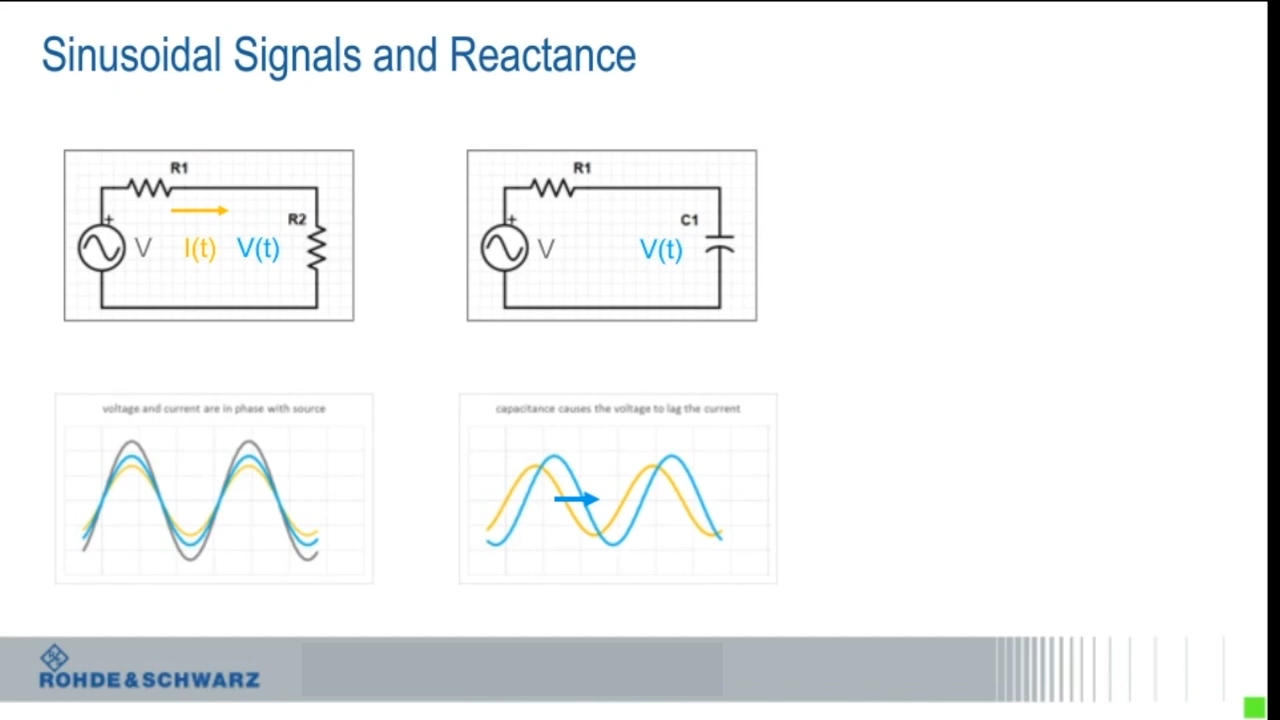 Sinusoidal Signals and Reactance
R1
+
R2
V
I(t)
V(t)
R1
+
C1
V
V(t)
voltage and current are in phase with source
capacitance causes the voltage to lag the current
ROHDE&SCHWARZ